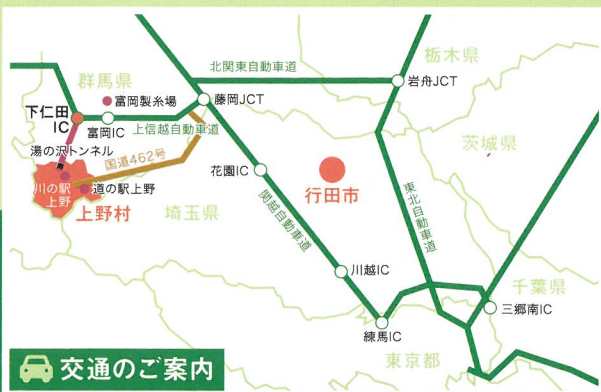 北関東自動車道
栃木県
群馬県
岩舟JCT
富岡製糸場
藤岡JCT
下仁田
IC
富岡IC
上信越自動車道
茨城県
湯の沢トンネル
国道462号
花園IC
川の駅
上野
道の駅上野
行田市
上野村
埼玉県
関越自動車道
東北自動車道
川越IC
千葉県
三郷南IC
練馬IC
東京都
交通のご案内